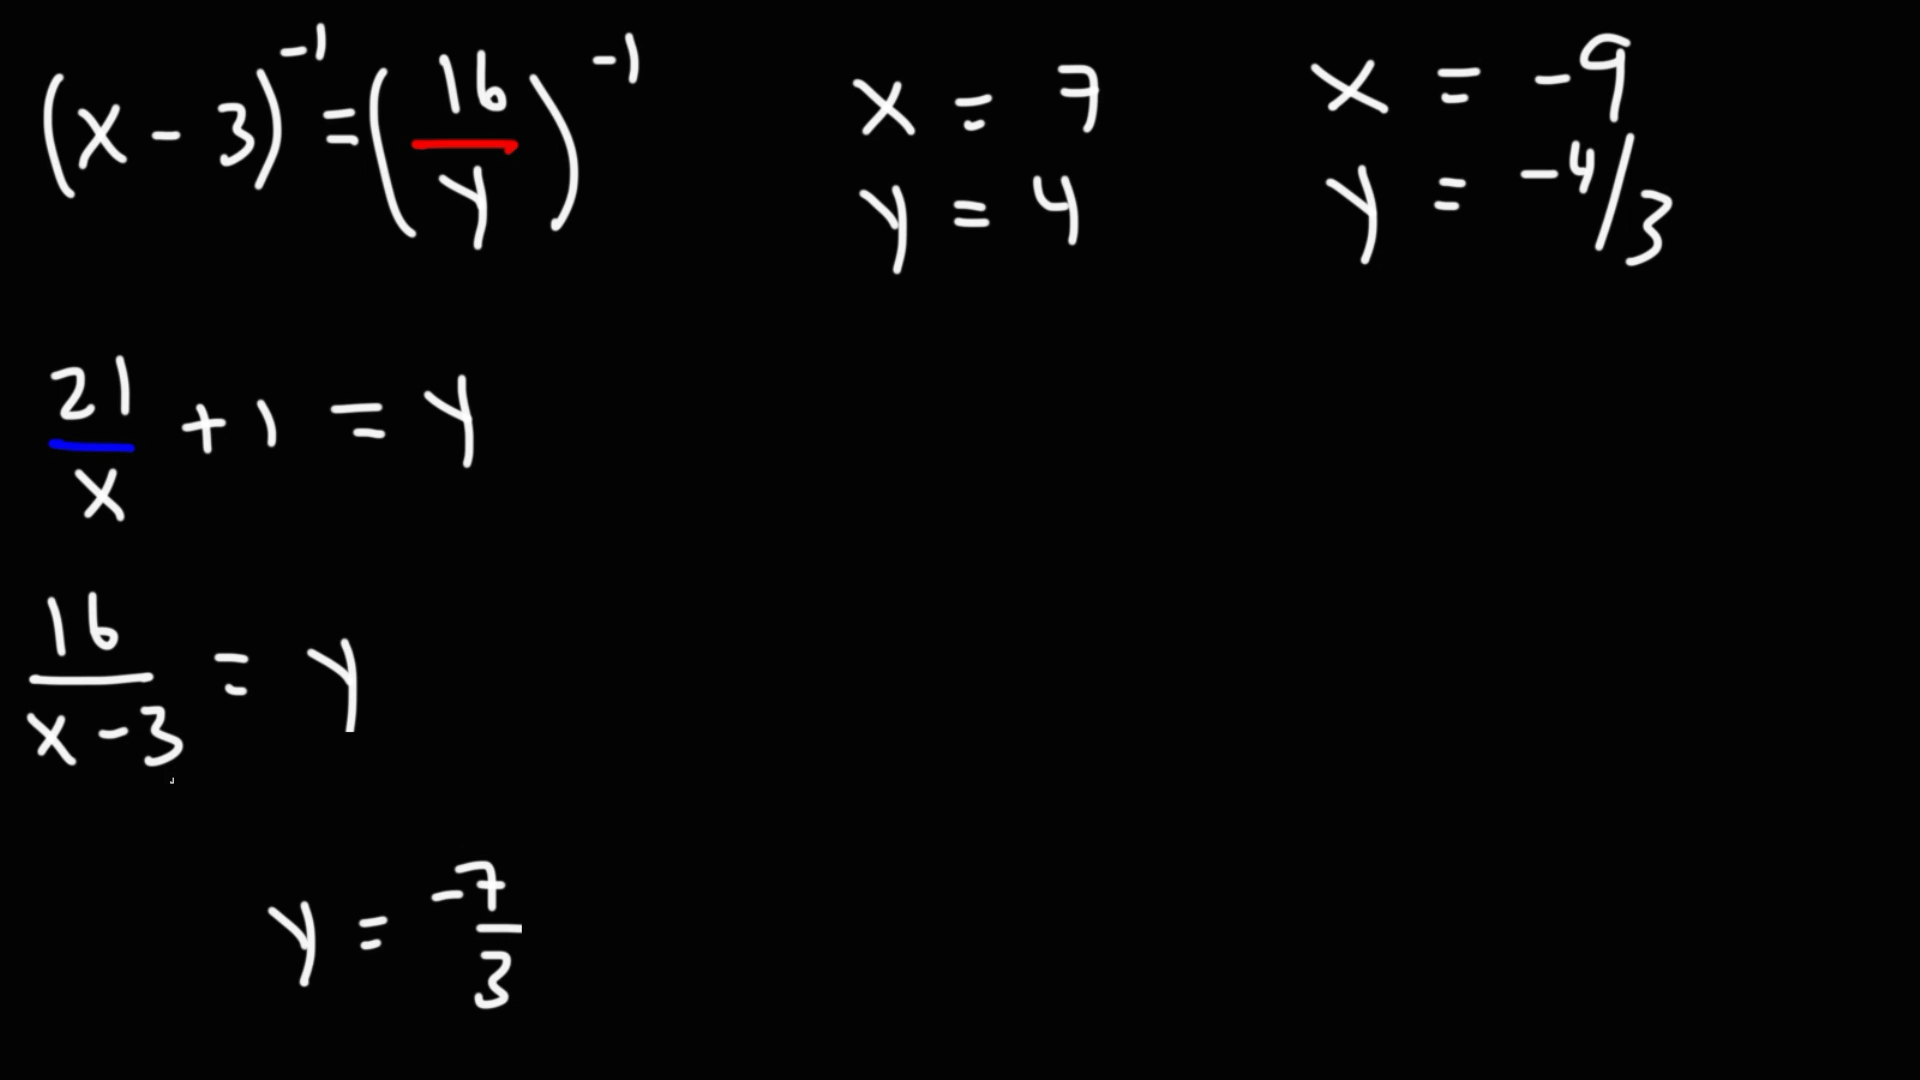 (x - 3)^-1 = (16/y)^-1
x = 7
y = 4
x = -9
y = -4/3
21/x + 1 = y
16/x - 3 = y
y = -7/3